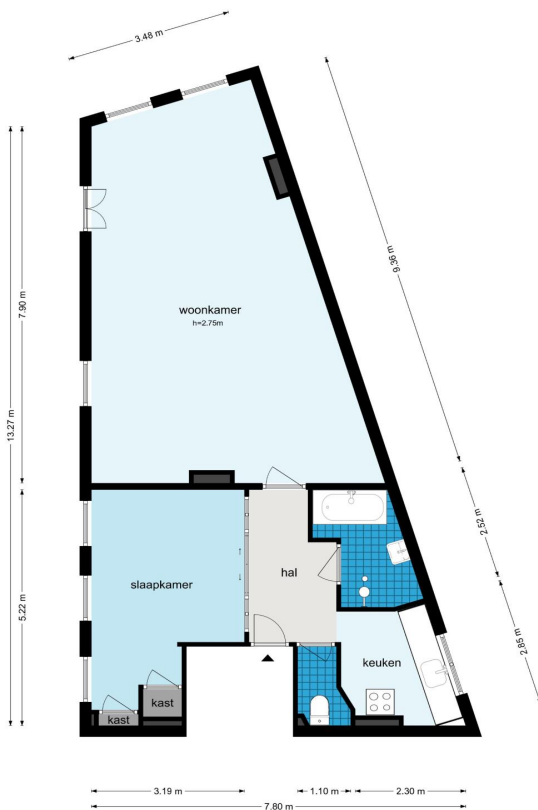 3.48 m
9.36 m
7.90 m
13.27 m
woonkamer
h=2.75m
2.52 m
5.22 m
slaapkamer
hal
2.85 m
keuken
kast
kast
3.19 m
1.10 m
2.30 m
7.80 m